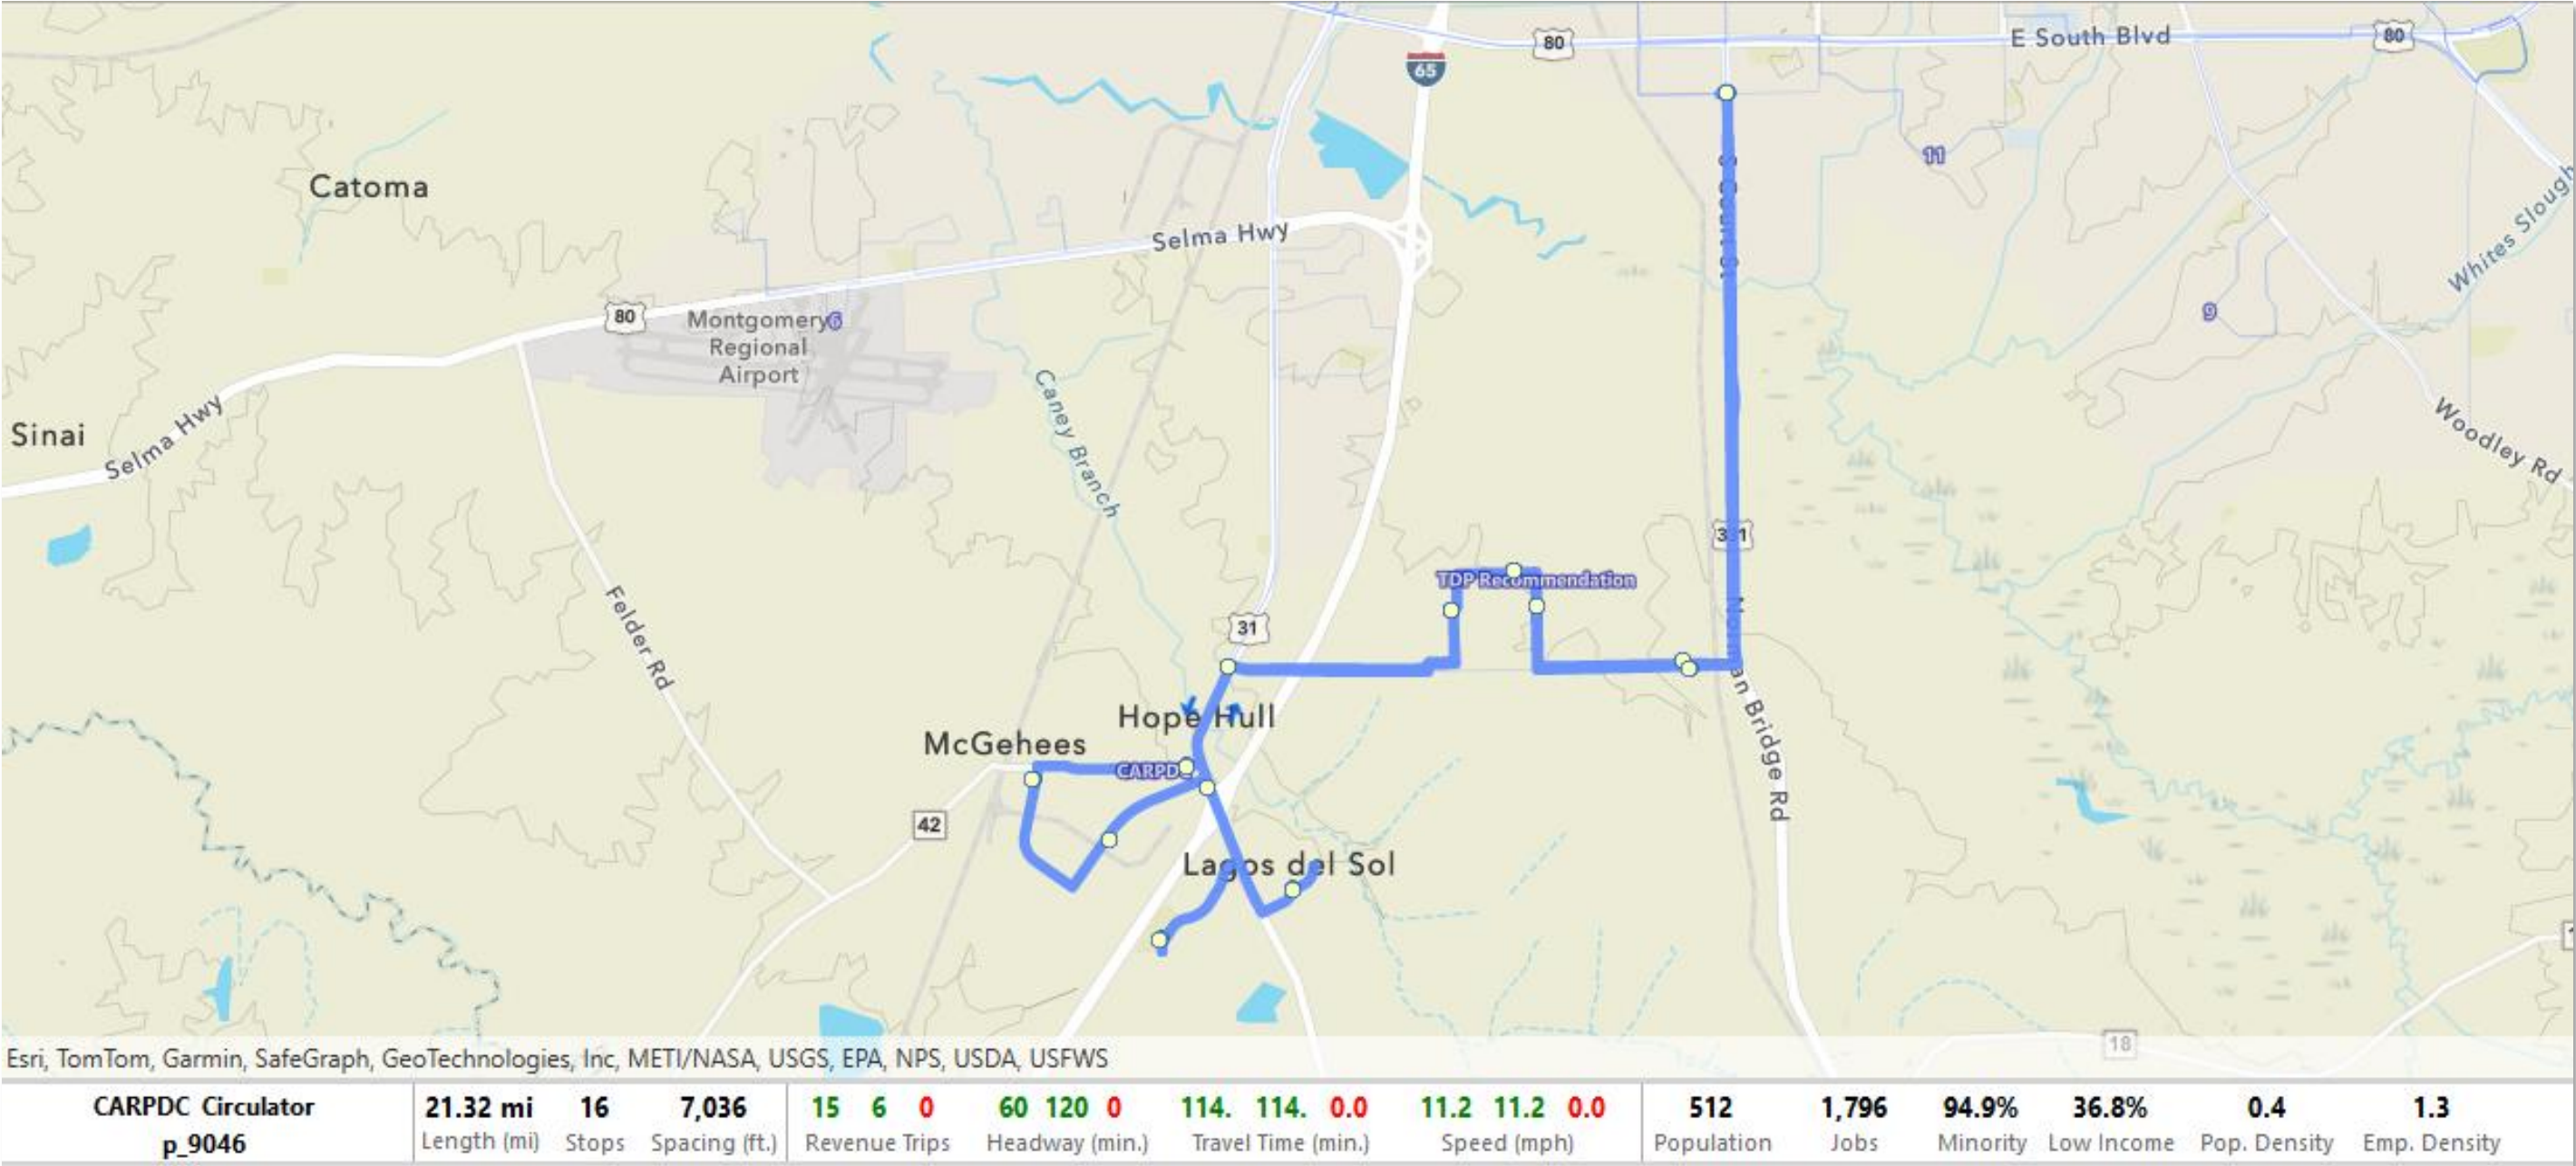 80
E South Blvd
80
65
11
Catoma
S Court St
Whites Slough
Selma Hwy
9
80
Montgomery
6
Regional
Airport
Caney Branch
Sinai
Selma Hwy
Woodley Rd
331
TDP Recommendation
Felder Rd
31
Norman Bridge Rd
Hope Hull
McGehees
CARPDC
42
Lagos del Sol
18
Esri, TomTom, Garmin, SafeGraph, GeoTechnologies, Inc, METI/NASA, USGS, EPA, NPS, USDA, USFWS
CARPDC Circulator 21.32 mi 16 7,036 15 6 0 60 120 0 114. 114. 0.0 11.2 11.2 0.0 512 1,796 94.9% 36.8% 0.4 1.3
p_9046 Length (mi) Stops Spacing (ft.) Revenue Trips Headway (min.) Travel Time (min.) Speed (mph) Population Jobs Minority Low Income Pop. Density Emp. Density